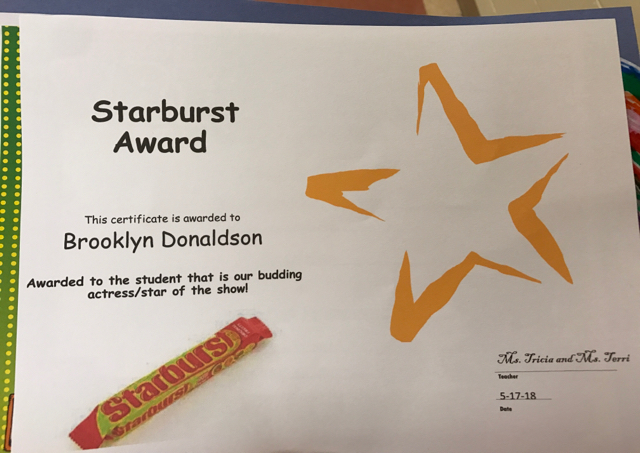 Starburst
Award
This certificate is awarded to
Brooklyn Donaldson
Awarded to the student that is our budding
actress/star of the show!
Starburst
Starburst
Ms. Tricia and Ms. Terri
Teacher
5-17-18
Date